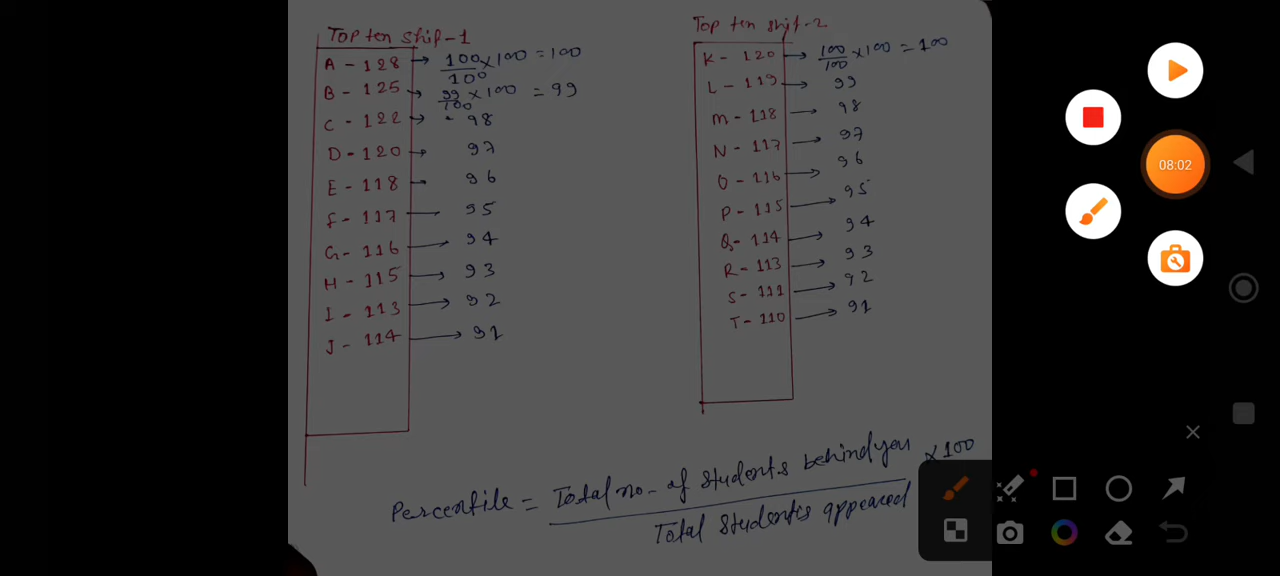 Top ten shif-1
A - 128 → 100/100 × 100 = 100
B - 125 → 99/100 × 100 = 99
C - 122 → 98
D - 120 → 97
E - 118 → 96
F - 117 — 95
G - 116 → 94
H - 115 → 93
I - 113 → 92
J - 114 → 91
Top ten shift-2
K - 120 → 100/100 × 100 = 100
L - 119 → 99
M - 118 → 98
N - 117 → 97
O - 116 → 96
P - 115 → 95
Q - 114 → 94
R - 113 → 93
S - 111 → 92
T - 110 → 91
Percentile = Total no. of students behind you × 100
Total Students appeared
08:02